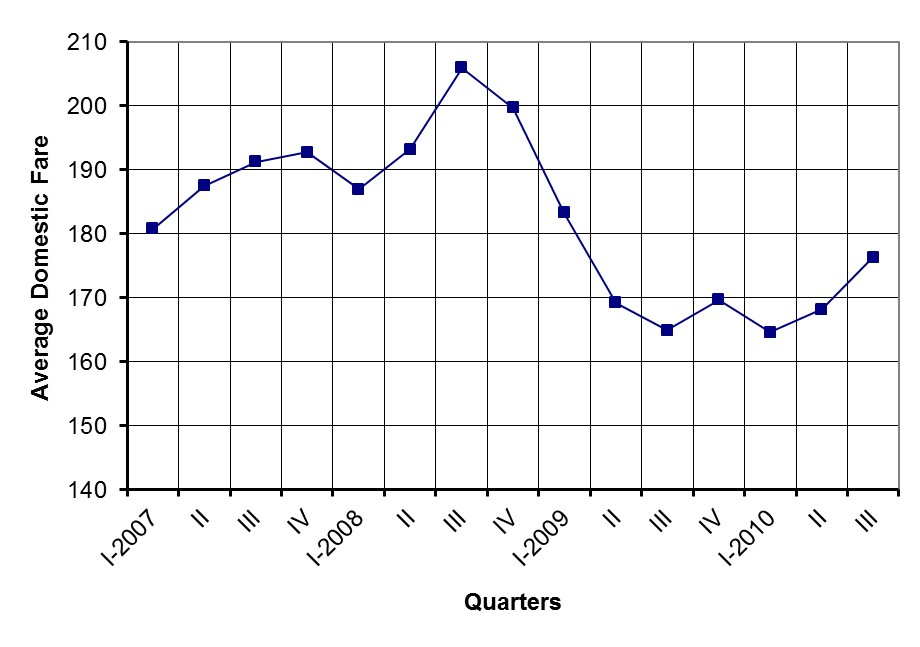 Average Domestic Fare
210
200
190
180
170
160
150
140
I-2007
II
III
IV
I-2008
II
III
IV
I-2009
II
III
IV
I-2010
II
III
Quarters